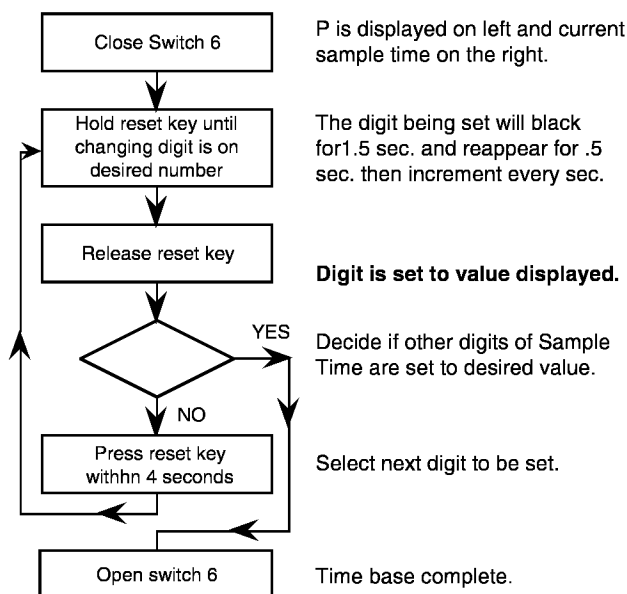 Close Switch 6
P is displayed on left and current
sample time on the right.
Hold reset key until
changing digit is on
desired number
The digit being set will black
for1.5 sec. and reappear for .5
sec. then increment every sec.
Release reset key
Digit is set to value displayed.
YES
Decide if other digits of Sample
Time are set to desired value.
NO
Press reset key
withhn 4 seconds
Select next digit to be set.
Open switch 6
Time base complete.